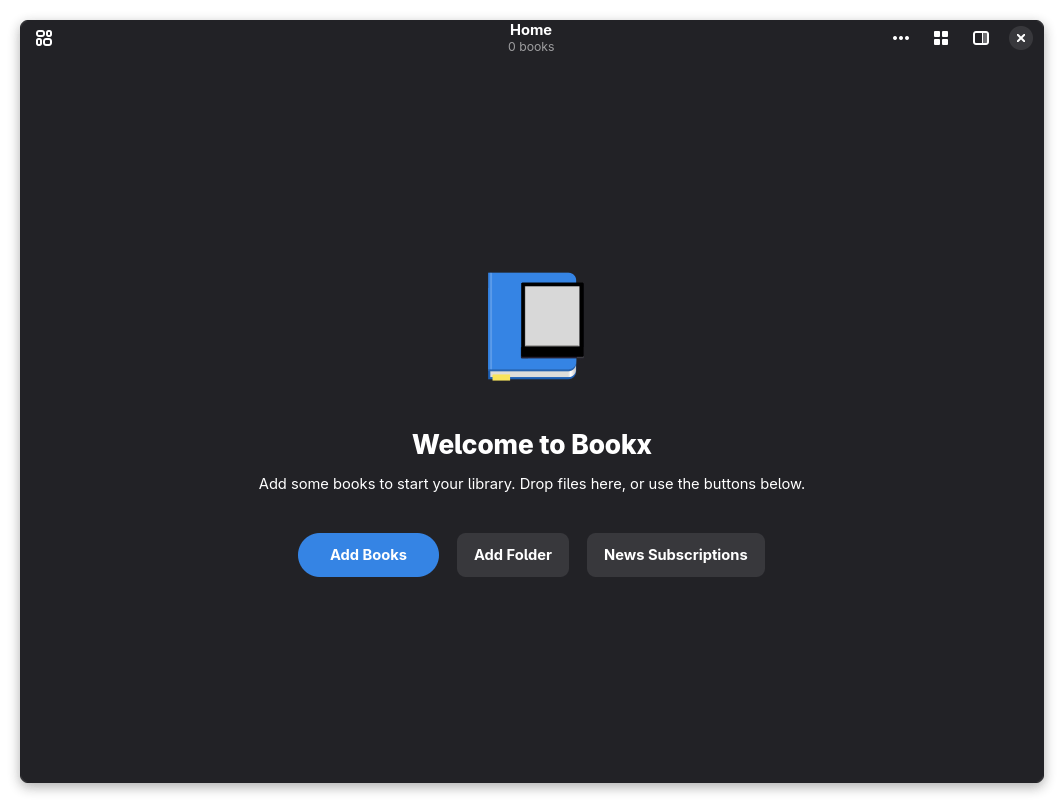 Home
0 books
Welcome to Bookx
Add some books to start your library. Drop files here, or use the buttons below.
Add Books
Add Folder
News Subscriptions